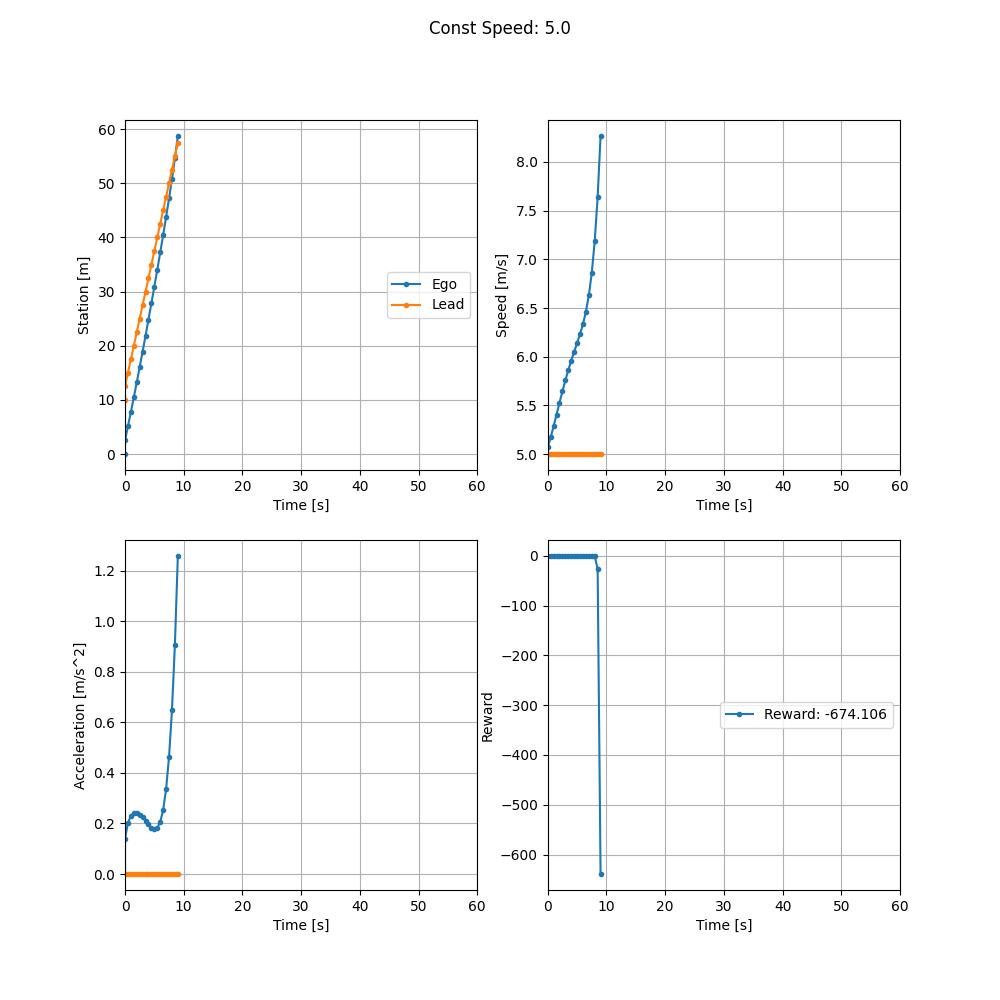 Const Speed: 5.0
60
50
40
30
20
10
0
Station [m]
0 10 20 30 40 50 60
Time [s]
Ego
Lead
8.0
7.5
7.0
6.5
6.0
5.5
5.0
Speed [m/s]
0 10 20 30 40 50 60
Time [s]
1.2
1.0
0.8
0.6
0.4
0.2
0.0
Acceleration [m/s^2]
0 10 20 30 40 50 60
Time [s]
0
−100
−200
−300
−400
−500
−600
Reward
0 10 20 30 40 50 60
Time [s]
Reward: -674.106